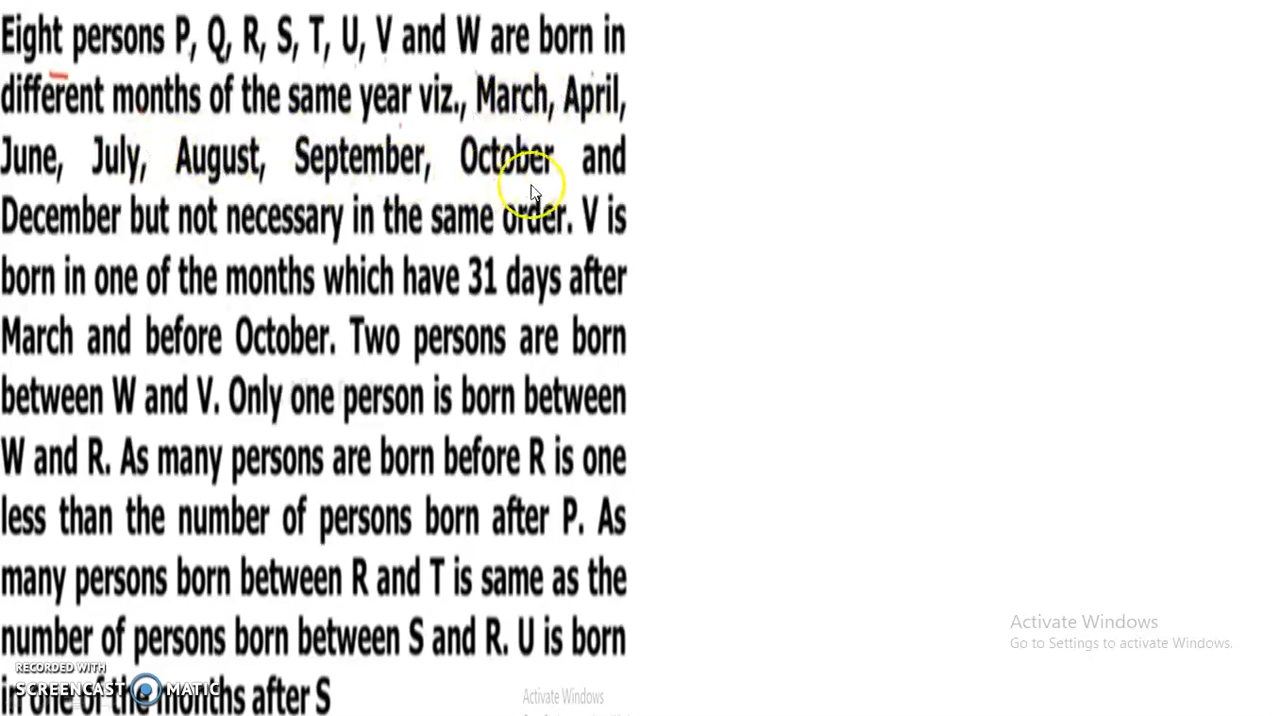 Eight persons P, Q, R, S, T, U, V and W are born in
different months of the same year viz., March, April,
June, July, August, September, October and
December but not necessary in the same order. V is
born in one of the months which have 31 days after
March and before October. Two persons are born
between W and V. Only one person is born between
W and R. As many persons are born before R is one
less than the number of persons born after P. As
many persons born between R and T is same as the
number of persons born between S and R. U is born
in one of the months after S
RECORDED WITH
SCREENCAST MATIC
Activate Windows
Activate Windows
Go to Settings to activate Windows.